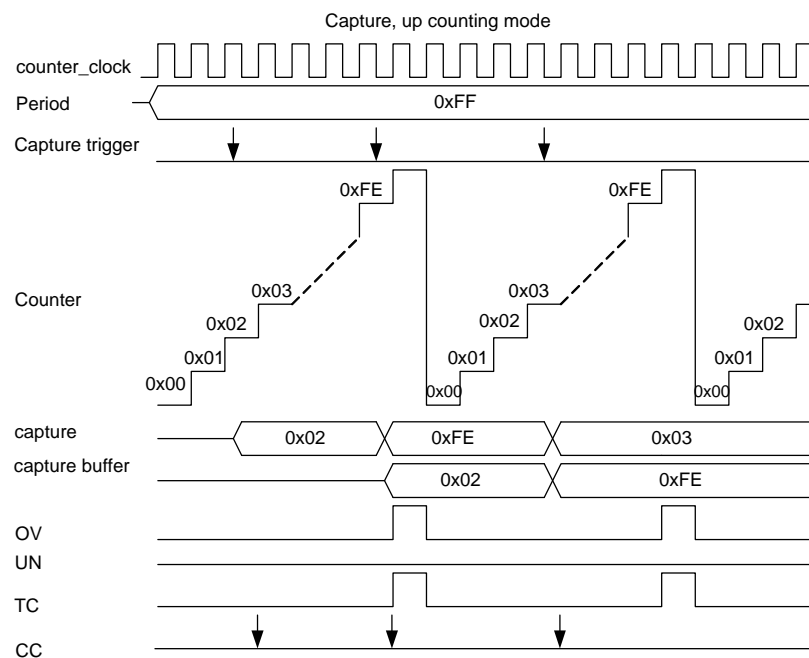 Capture, up counting mode
counter_clock
Period
0xFF
Capture trigger
0xFE
0xFE
Counter
0x03
0x03
0x02
0x02
0x02
0x01
0x01
0x01
0x00
0x00
0x00
capture
0x02
0xFE
0x03
capture buffer
0x02
0xFE
OV
UN
TC
CC